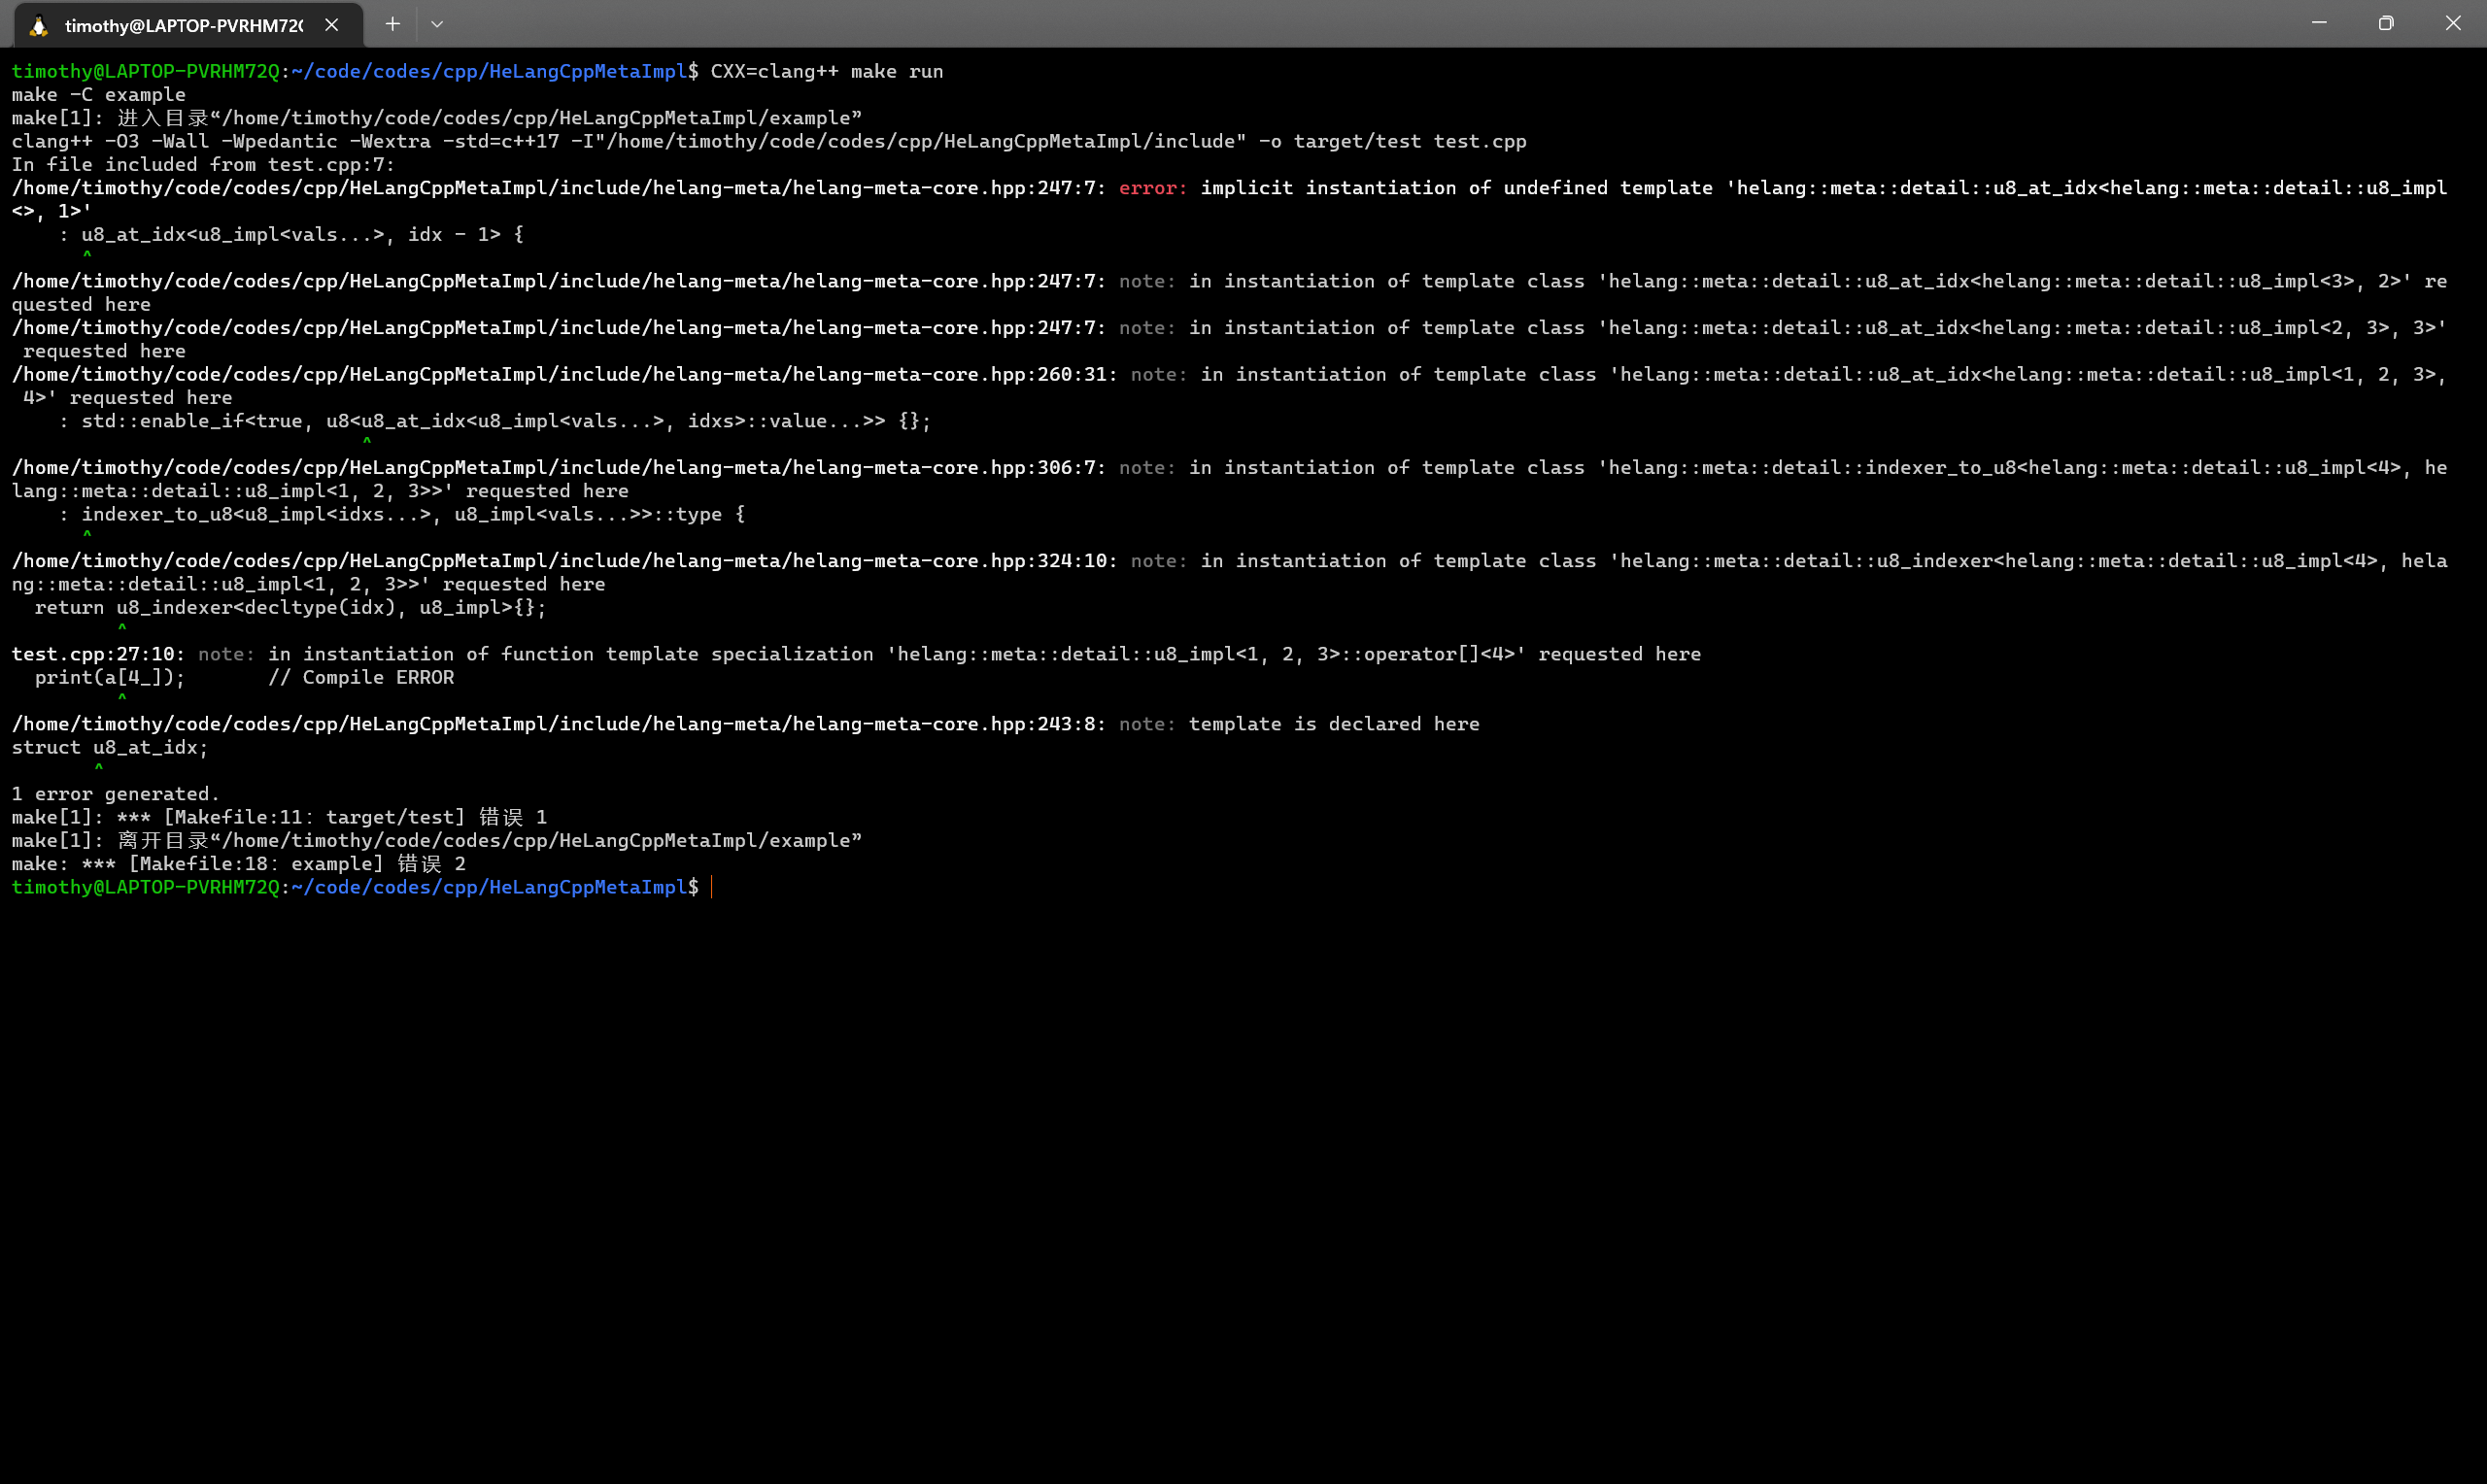 timothy@LAPTOP-PVRHM72Q
timothy@LAPTOP-PVRHM72Q:~/code/codes/cpp/HeLangCppMetaImpl$ CXX=clang++ make run
make -C example
make[1]: 进入目录“/home/timothy/code/codes/cpp/HeLangCppMetaImpl/example”
clang++ -O3 -Wall -Wpedantic -Wextra -std=c++17 -I"/home/timothy/code/codes/cpp/HeLangCppMetaImpl/include" -o target/test test.cpp
In file included from test.cpp:7:
/home/timothy/code/codes/cpp/HeLangCppMetaImpl/include/helang-meta/helang-meta-core.hpp:247:7: error: implicit instantiation of undefined template 'helang::meta::detail::u8_at_idx<helang::meta::detail::u8_impl
<>, 1>'
    : u8_at_idx<u8_impl<vals...>, idx - 1> {
      ^
/home/timothy/code/codes/cpp/HeLangCppMetaImpl/include/helang-meta/helang-meta-core.hpp:247:7: note: in instantiation of template class 'helang::meta::detail::u8_at_idx<helang::meta::detail::u8_impl<3>, 2>' re
quested here
/home/timothy/code/codes/cpp/HeLangCppMetaImpl/include/helang-meta/helang-meta-core.hpp:247:7: note: in instantiation of template class 'helang::meta::detail::u8_at_idx<helang::meta::detail::u8_impl<2, 3>, 3>'
 requested here
/home/timothy/code/codes/cpp/HeLangCppMetaImpl/include/helang-meta/helang-meta-core.hpp:260:31: note: in instantiation of template class 'helang::meta::detail::u8_at_idx<helang::meta::detail::u8_impl<1, 2, 3>,
 4>' requested here
    : std::enable_if<true, u8<u8_at_idx<u8_impl<vals...>, idxs>::value...>> {};
                              ^
/home/timothy/code/codes/cpp/HeLangCppMetaImpl/include/helang-meta/helang-meta-core.hpp:306:7: note: in instantiation of template class 'helang::meta::detail::indexer_to_u8<helang::meta::detail::u8_impl<4>, he
lang::meta::detail::u8_impl<1, 2, 3>>' requested here
    : indexer_to_u8<u8_impl<idxs...>, u8_impl<vals...>>::type {
      ^
/home/timothy/code/codes/cpp/HeLangCppMetaImpl/include/helang-meta/helang-meta-core.hpp:324:10: note: in instantiation of template class 'helang::meta::detail::u8_indexer<helang::meta::detail::u8_impl<4>, hela
ng::meta::detail::u8_impl<1, 2, 3>>' requested here
  return u8_indexer<decltype(idx), u8_impl>{};
         ^
test.cpp:27:10: note: in instantiation of function template specialization 'helang::meta::detail::u8_impl<1, 2, 3>::operator[]<4>' requested here
  print(a[4_]);       // Compile ERROR
         ^
/home/timothy/code/codes/cpp/HeLangCppMetaImpl/include/helang-meta/helang-meta-core.hpp:243:8: note: template is declared here
struct u8_at_idx;
       ^
1 error generated.
make[1]: *** [Makefile:11: target/test] 错误 1
make[1]: 离开目录“/home/timothy/code/codes/cpp/HeLangCppMetaImpl/example”
make: *** [Makefile:18: example] 错误 2
timothy@LAPTOP-PVRHM72Q:~/code/codes/cpp/HeLangCppMetaImpl$